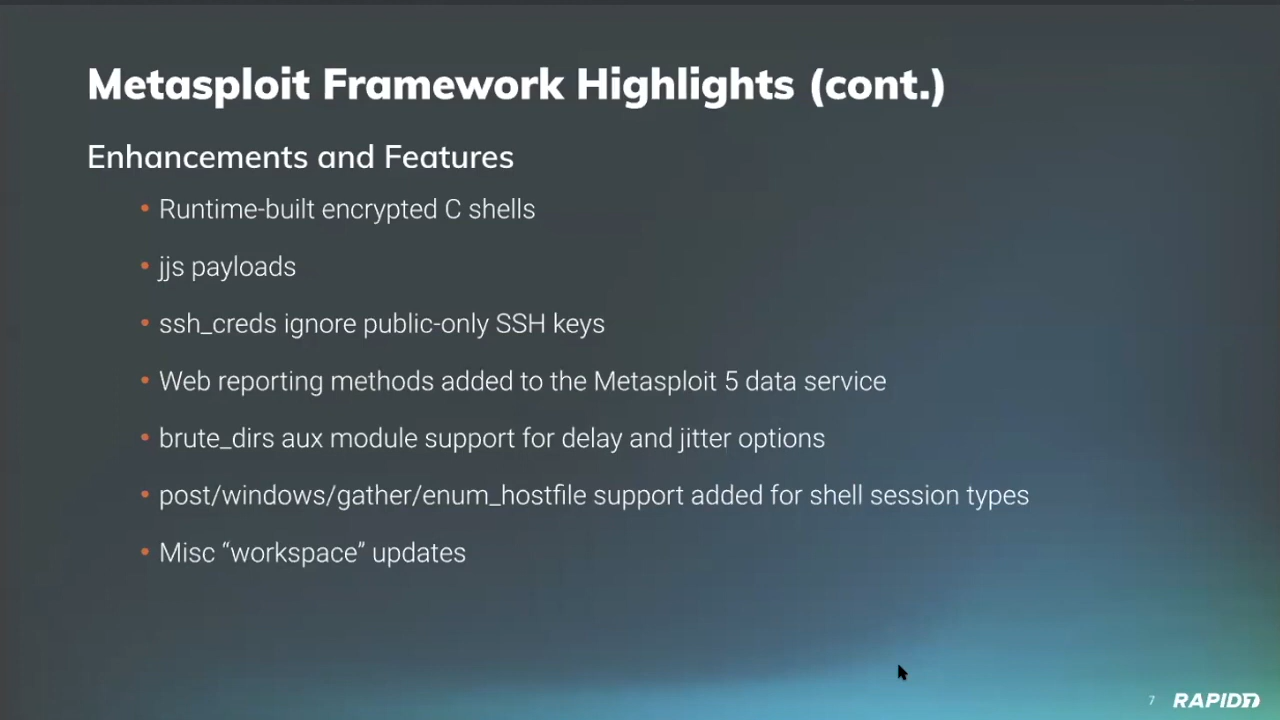 Metasploit Framework Highlights (cont.)
Enhancements and Features
• Runtime-built encrypted C shells
• jjs payloads
• ssh_creds ignore public-only SSH keys
• Web reporting methods added to the Metasploit 5 data service
• brute_dirs aux module support for delay and jitter options
• post/windows/gather/enum_hostfile support added for shell session types
• Misc “workspace” updates
7 RAPID7